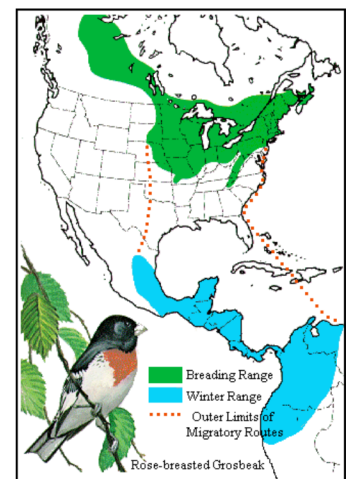 Breading Range
Winter Range
Outer Limits of
Migratory Routes
Rose-breasted Grosbeak